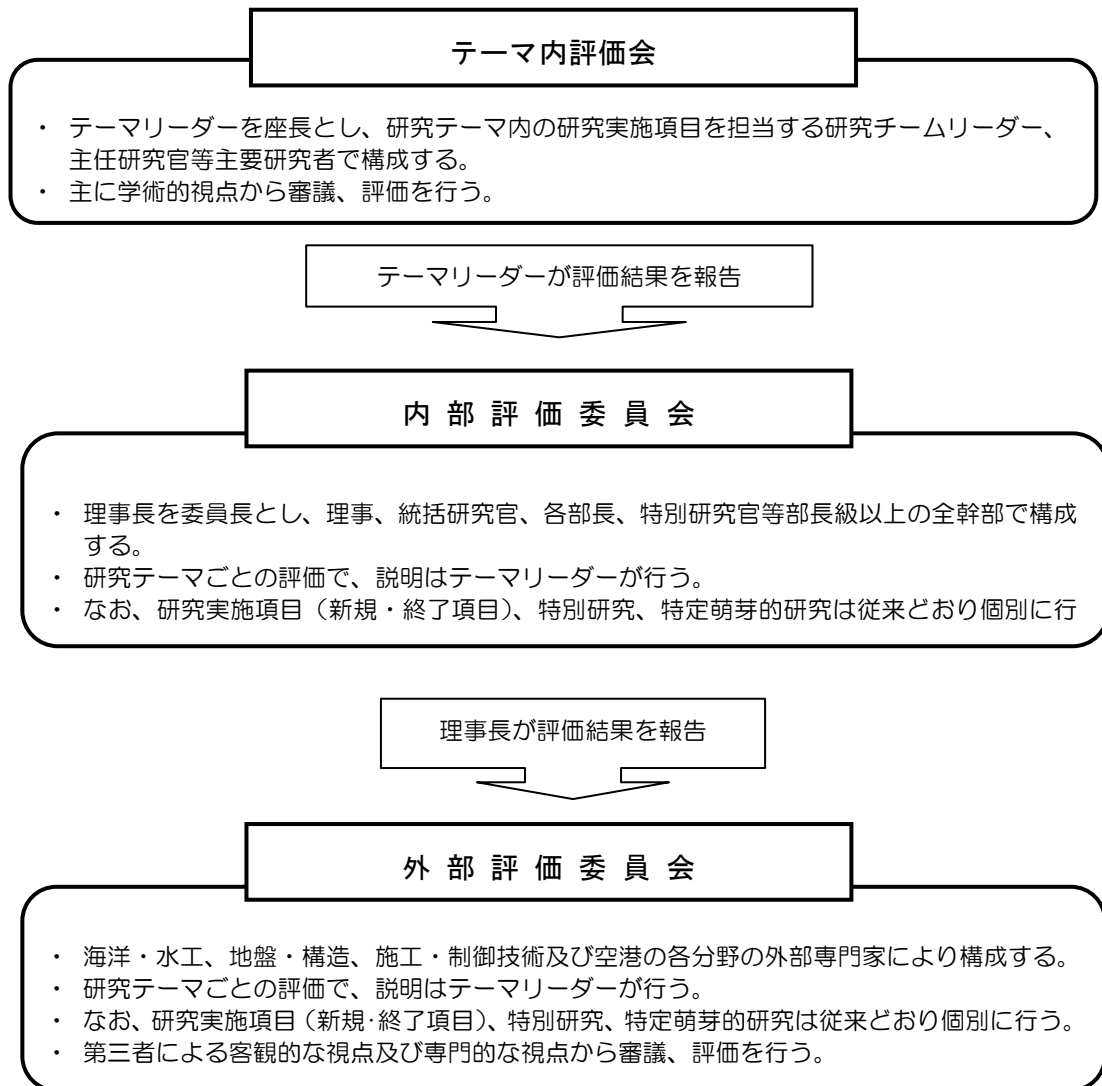 テーマ内評価会
・ テーマリーダーを座長とし、研究テーマ内の研究実施項目を担当する研究チームリーダー、
主任研究官等主要研究者で構成する。
・ 主に学術的視点から審議、評価を行う。
テーマリーダーが評価結果を報告
内 部 評 価 委 員 会
・ 理事長を委員長とし、理事、統括研究官、各部長、特別研究官等部長級以上の全幹部で構成
する。
・ 研究テーマごとの評価で、説明はテーマリーダーが行う。
・ なお、研究実施項目（新規・終了項目）、特別研究、特定萌芽的研究は従来どおり個別に行
理事長が評価結果を報告
外 部 評 価 委 員 会
・ 海洋・水工、地盤・構造、施工・制御技術及び空港の各分野の外部専門家により構成する。
・ 研究テーマごとの評価で、説明はテーマリーダーが行う。
・ なお、研究実施項目（新規・終了項目）、特別研究、特定萌芽的研究は従来どおり個別に行う。
・ 第三者による客観的な視点及び専門的な視点から審議、評価を行う。